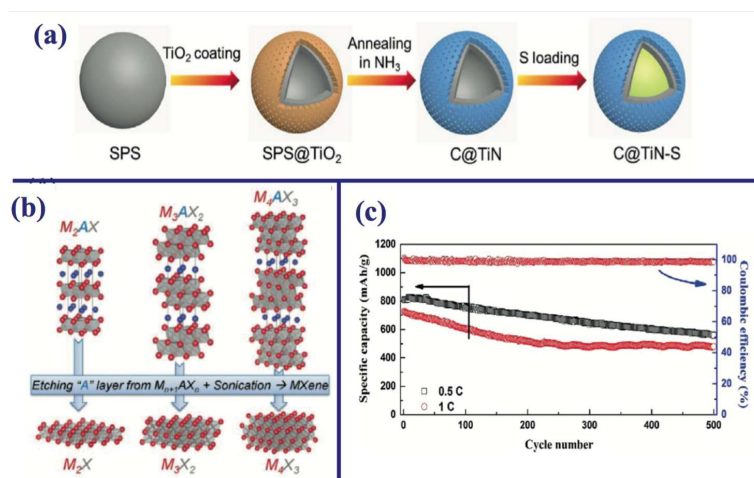 (a)
TiO2 coating
Annealing in NH3
S loading
SPS
SPS@TiO2
C@TiN
C@TiN-S
(b)
M2AX
M3AX2
M4AX3
Etching "A" layer from Mn+1AXn + Sonication → MXene
M2X
M3X2
M4X3
(c)
Specific capacity (mAh/g)
1200
1000
800
600
400
200
0
100
80
60
40
20
0
Coulombic efficiency (%)
0.5 C
1 C
0
100
200
300
400
500
Cycle number